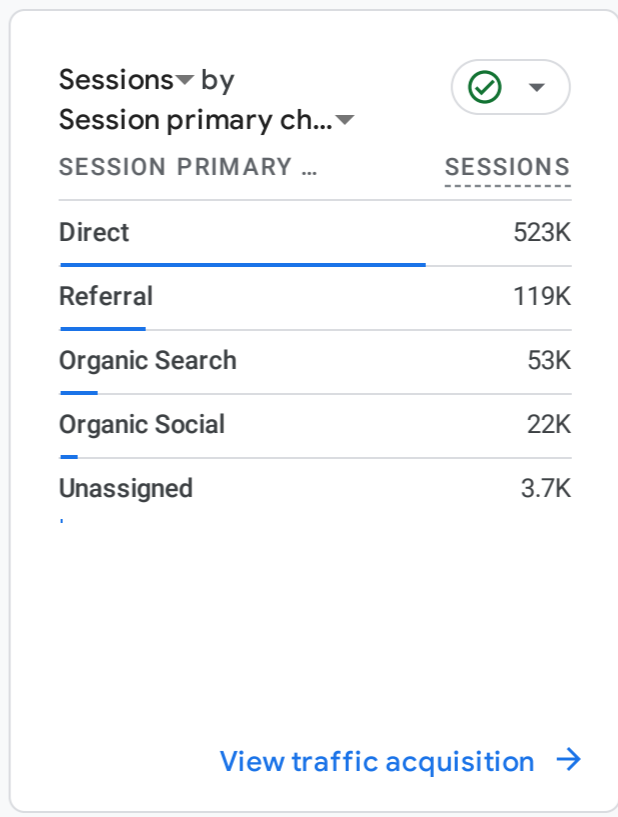 Sessions by
Session primary ch...
SESSION PRIMARY ... SESSIONS
Direct 523K
Referral 119K
Organic Search 53K
Organic Social 22K
Unassigned 3.7K
View traffic acquisition